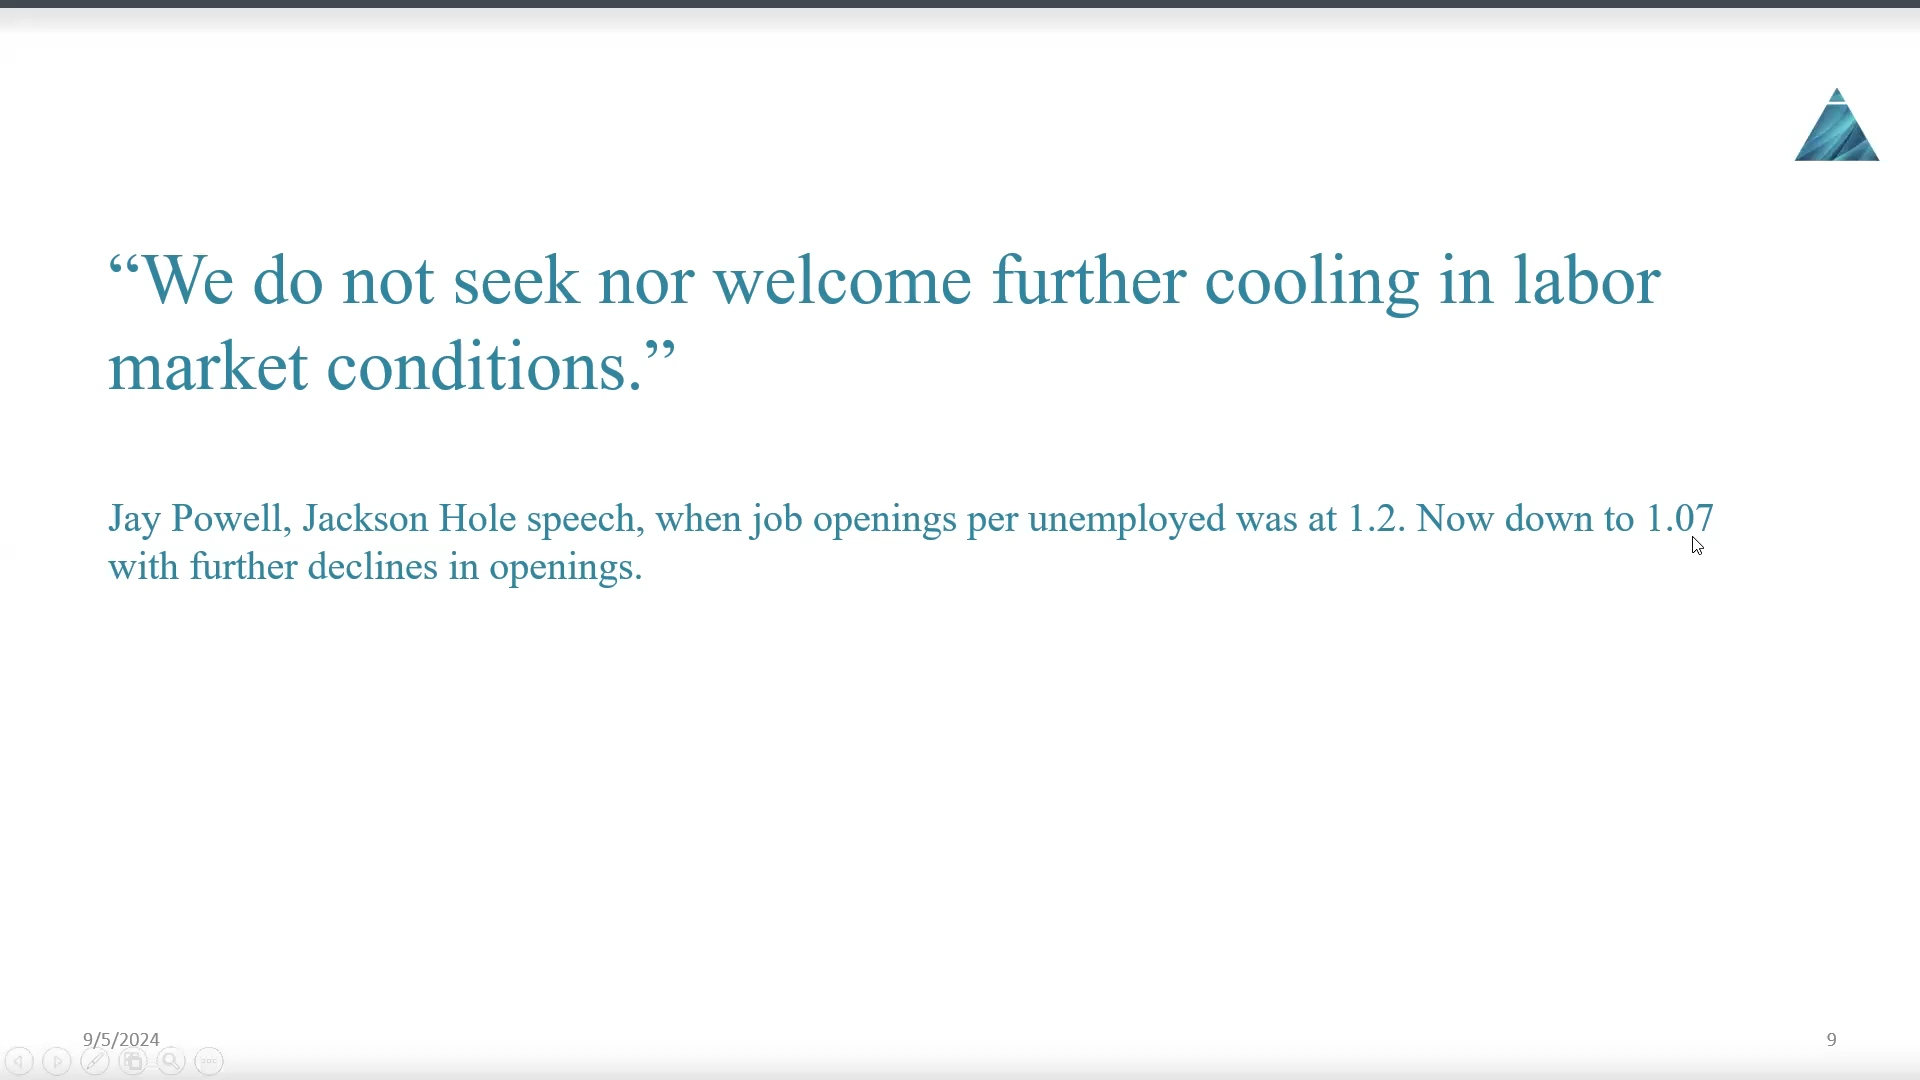 “We do not seek nor welcome further cooling in labor
market conditions.”
Jay Powell, Jackson Hole speech, when job openings per unemployed was at 1.2. Now down to 1.07
with further declines in openings.
9/5/2024
9